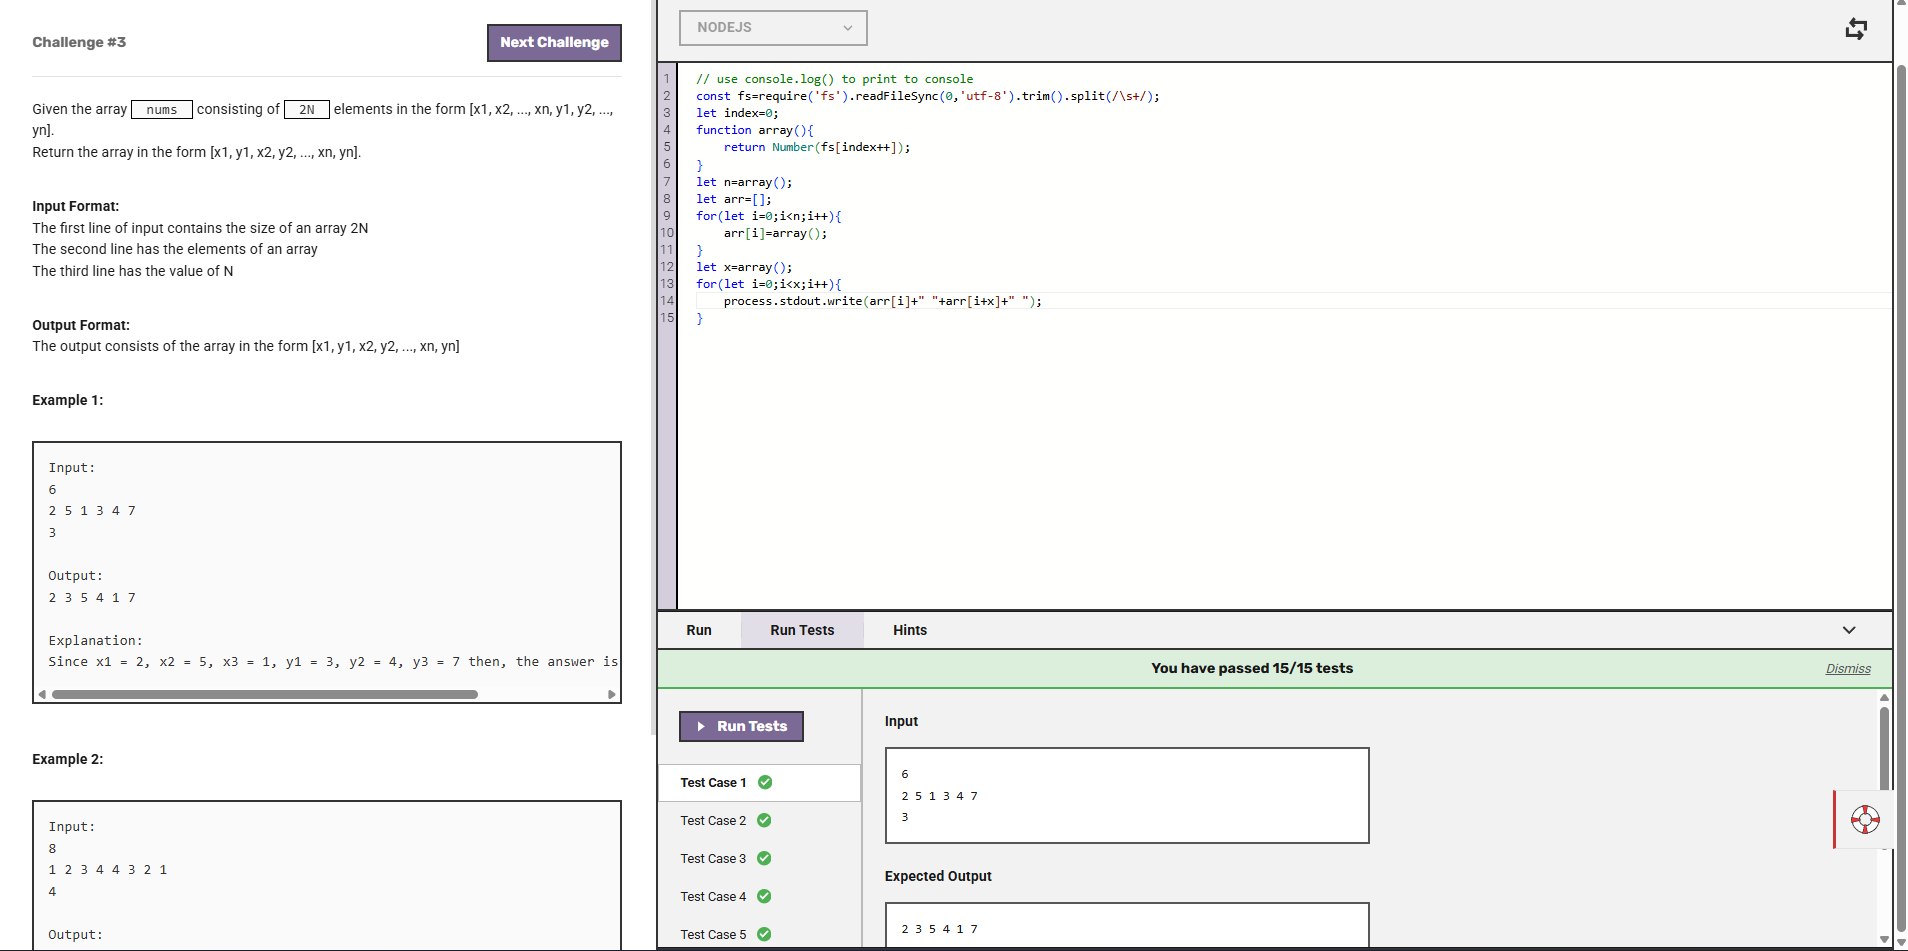 Challenge #3
Next Challenge
Given the array nums consisting of 2N elements in the form [x1, x2, ..., xn, y1, y2, ...,
yn].
Return the array in the form [x1, y1, x2, y2, ..., xn, yn].
Input Format:
The first line of input contains the size of an array 2N
The second line has the elements of an array
The third line has the value of N
Output Format:
The output consists of the array in the form [x1, y1, x2, y2, ..., xn, yn]
Example 1:
Input:
6
2 5 1 3 4 7
3
Output:
2 3 5 4 1 7
Explanation:
Since x1 = 2, x2 = 5, x3 = 1, y1 = 3, y2 = 4, y3 = 7 then, the answer is
Example 2:
Input:
8
1 2 3 4 4 3 2 1
4
Output:
NODEJS
1 // use console.log() to print to console
2 const fs=require('fs').readFileSync(0,'utf-8').trim().split(/\s+/);
3 let index=0;
4 function array(){
5     return Number(fs[index++]);
6 }
7 let n=array();
8 let arr=[];
9 for(let i=0;i<n;i++){
10     arr[i]=array();
11 }
12 let x=array();
13 for(let i=0;i<x;i++){
14     process.stdout.write(arr[i]+" "+arr[i+x]+" ");
15 }
Run Run Tests Hints
You have passed 15/15 tests Dismiss
Run Tests
Test Case 1
Test Case 2
Test Case 3
Test Case 4
Test Case 5
Input
6
2 5 1 3 4 7
3
Expected Output
2 3 5 4 1 7